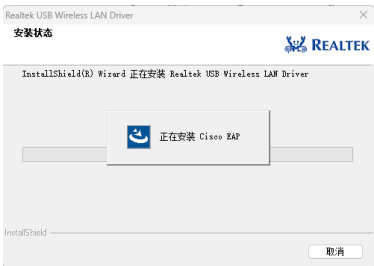 Realtek USB Wireless LAN Driver
安装状态
REALTEK
InstallShield(R) Wizard 正在安装 Realtek USB Wireless LAN Driver
正在安装 Cisco EAP
InstallShield
取消